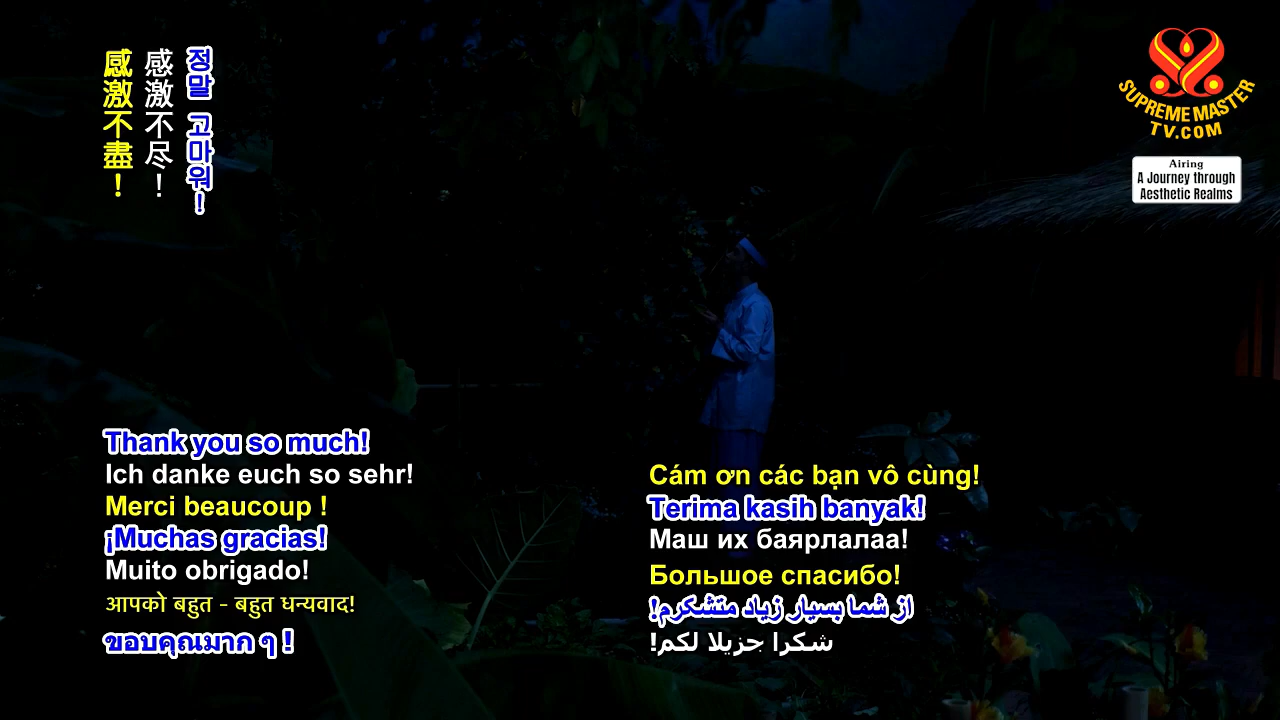 感激不盡！
感激不尽！
정말 고마워！
SUPREME MASTER
TV.COM
Airing
A Journey through
Aesthetic Realms
Thank you so much!
Ich danke euch so sehr!
Merci beaucoup !
¡Muchas gracias!
Muito obrigado!
आपको बहुत - बहुत धन्यवाद!
ขอบคุณมาก ๆ !
Cám ơn các bạn vô cùng!
Terima kasih banyak!
Маш их баярлалаа!
Большое спасибо!
از شما بسیار زیاد متشکرم!
شكرا جزيلا لكم!